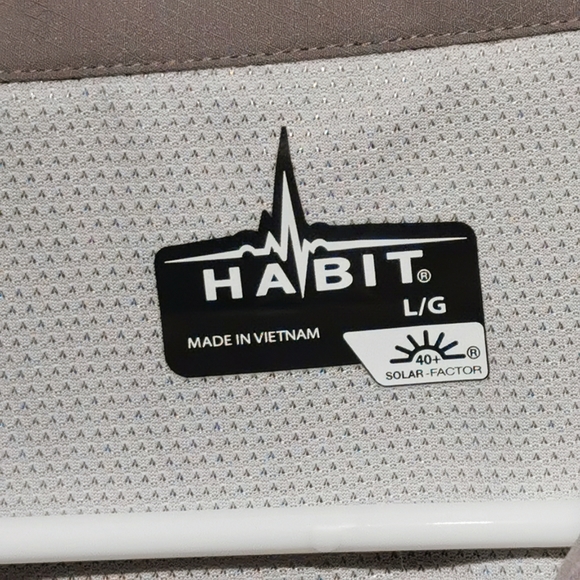 HABIT®
L/G
MADE IN VIETNAM
40+ ®
SOLAR-FACTOR